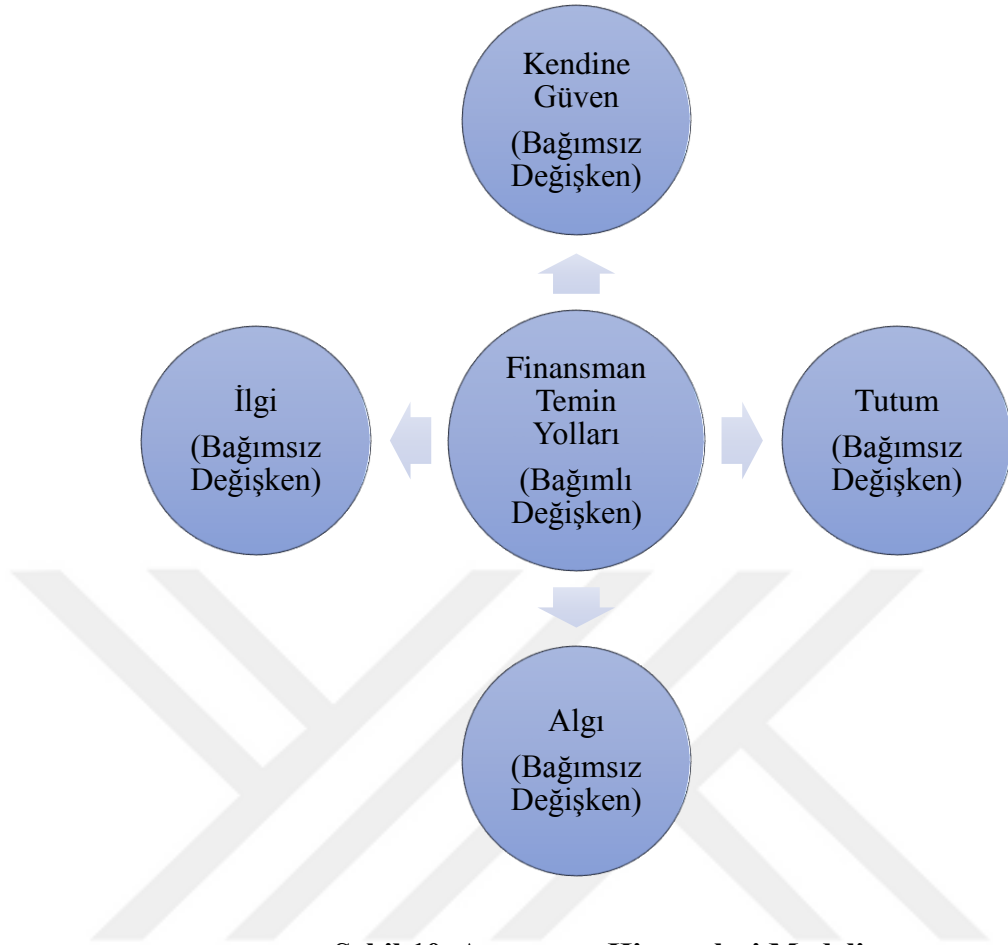 Kendine
Güven
(Bağımsız
Değişken)
İlgi
(Bağımsız
Değişken)
Finansman
Temin
Yolları
(Bağımlı
Değişken)
Tutum
(Bağımsız
Değişken)
Algı
(Bağımsız
Değişken)